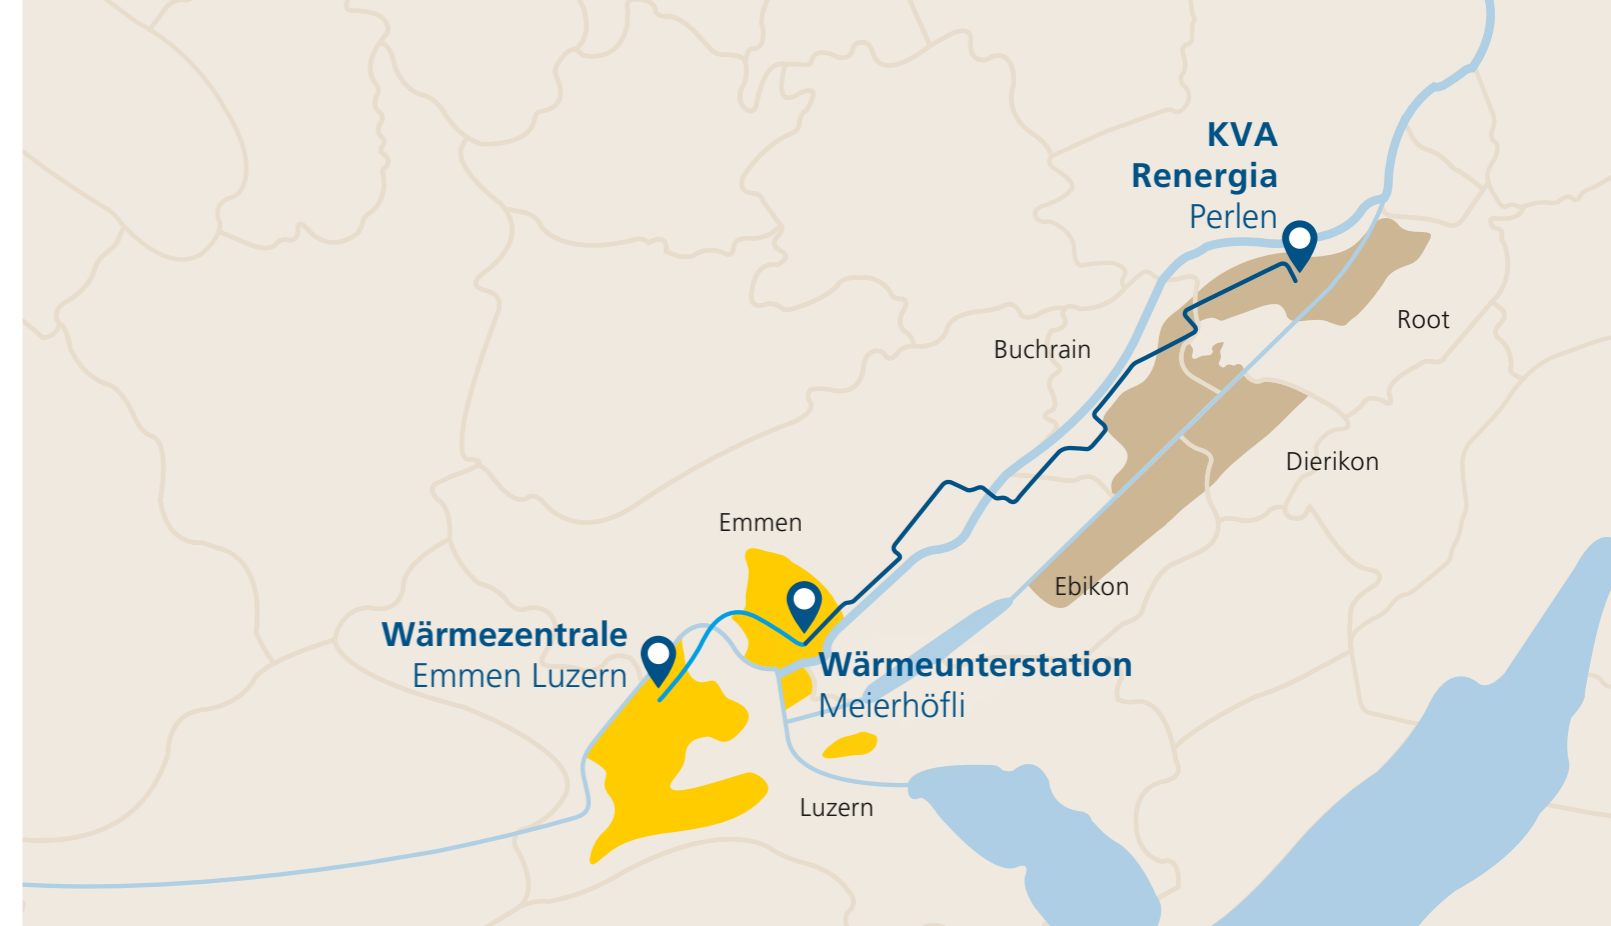 KVA
Renergia
Perlen
Root
Buchrain
Dierikon
Emmen
Ebikon
Wärmezentrale
Emmen Luzern
Wärmeunterstation
Meierhöfli
Luzern